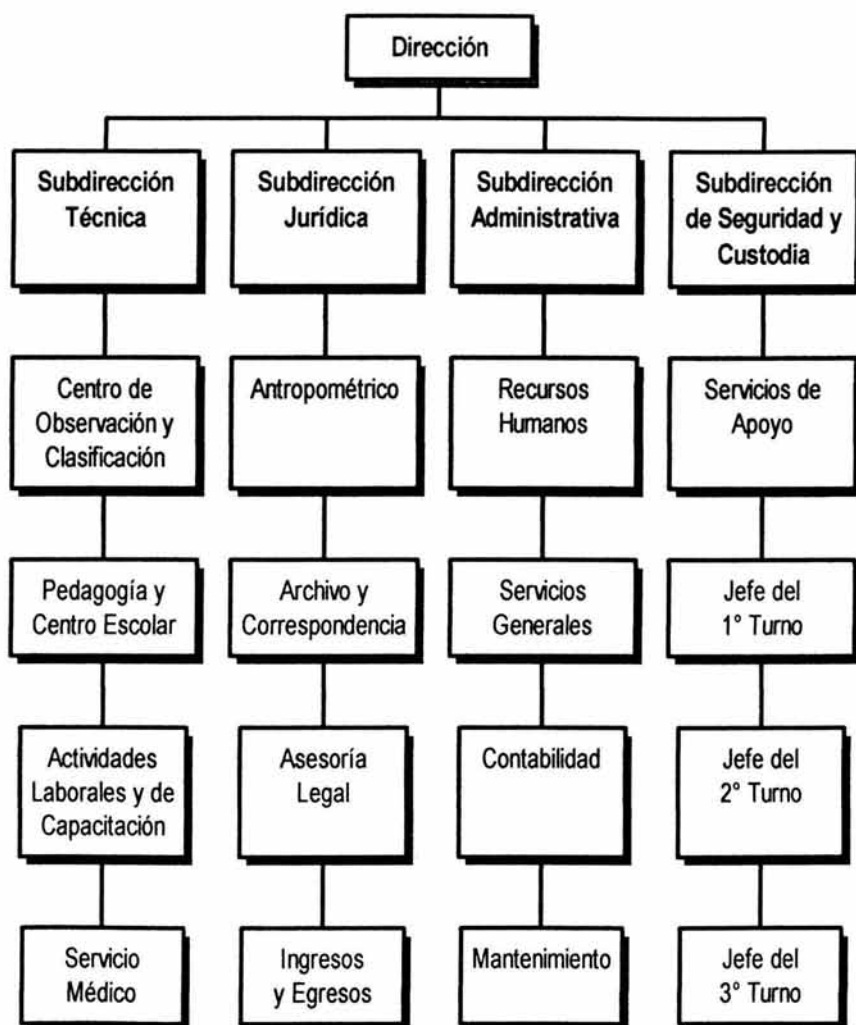 Dirección
Subdirección
Técnica
Subdirección
Jurídica
Subdirección
Administrativa
Subdirección
de Seguridad y
Custodia
Centro de
Observación y
Clasificación
Antropométrico
Recursos
Humanos
Servicios de
Apoyo
Pedagogía y
Centro Escolar
Archivo y
Correspondencia
Servicios
Generales
Jefe del
1° Turno
Actividades
Laborales y de
Capacitación
Asesoría
Legal
Contabilidad
Jefe del
2° Turno
Servicio
Médico
Ingresos
y Egresos
Mantenimiento
Jefe del
3° Turno